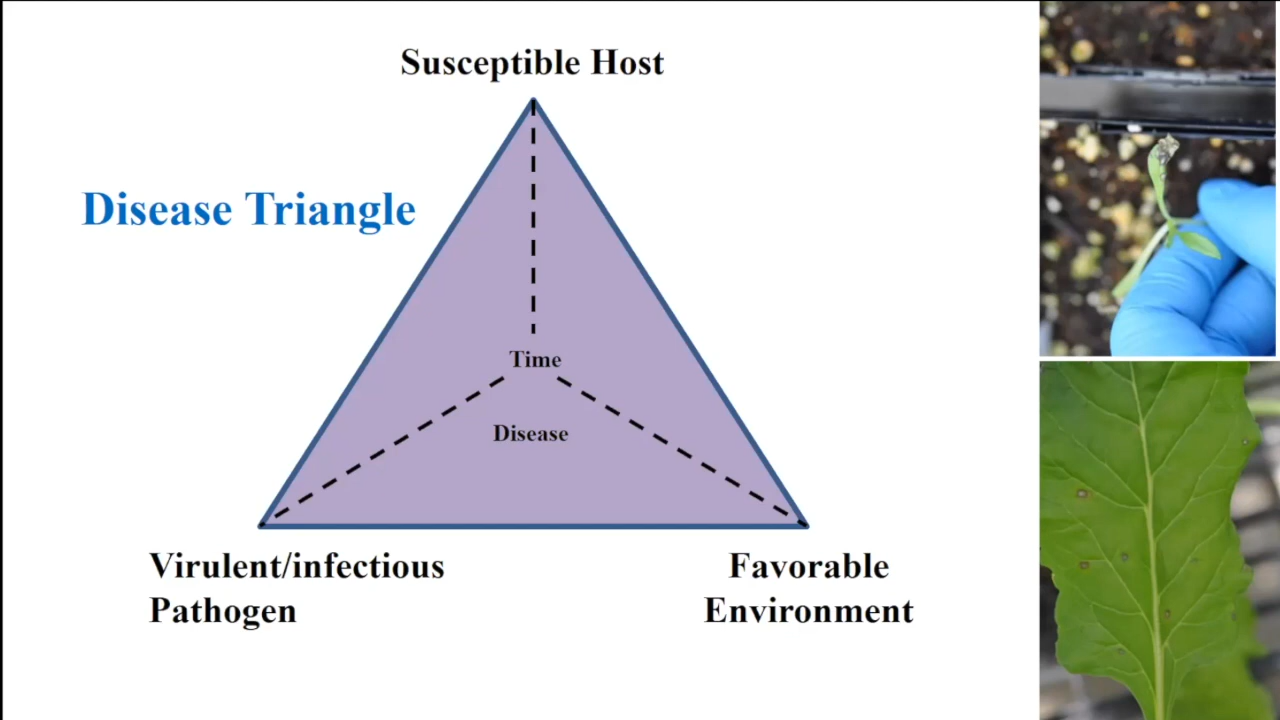 Susceptible Host
Disease Triangle
Time
Disease
Virulent/infectious
Pathogen
Favorable
Environment